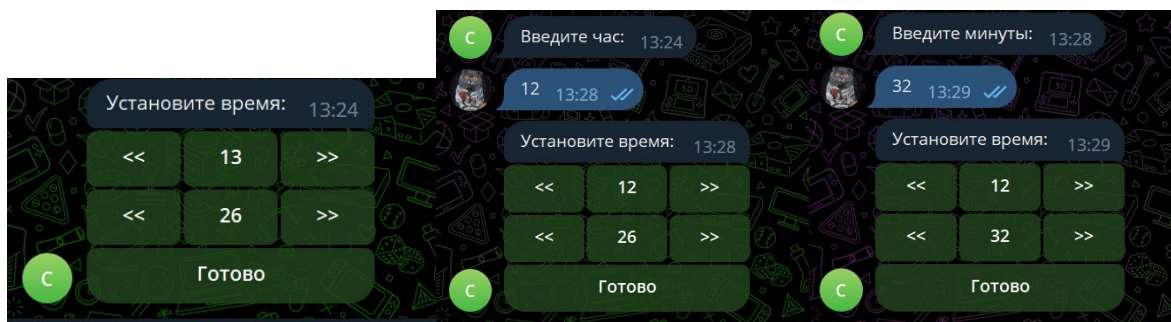 Установите время: 13:24
<< 13 >>
<< 26 >>
Готово
С
С
Введите час: 13:24
12 13:28
Установите время: 13:28
<< 12 >>
<< 26 >>
Готово
С
С
Введите минуты: 13:28
32 13:29
Установите время: 13:29
<< 12 >>
<< 32 >>
Готово
С